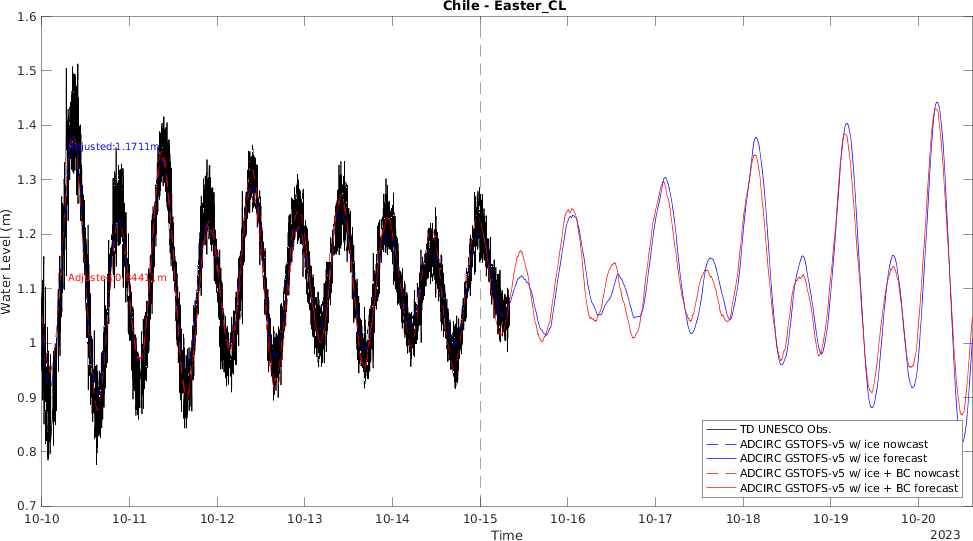 Chile - Easter_CL
1.6
1.5
1.4
1.3
1.2
1.1
1
0.9
0.8
0.7
Water Level (m)
Adjusted:1.1711m
10-10
10-11
10-12
10-13
10-14
10-15
10-16
10-17
10-18
10-19
10-20
2023
Time
TD UNESCO Obs.
ADCIRC GSTOFS-v5 w/ ice nowcast
ADCIRC GSTOFS-v5 w/ ice forecast
ADCIRC GSTOFS-v5 w/ ice + BC nowcast
ADCIRC GSTOFS-v5 w/ ice + BC forecast